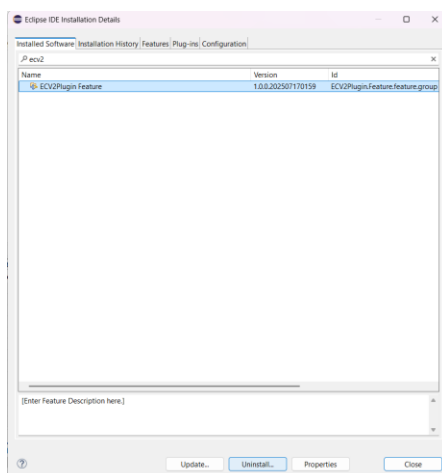 Eclipse IDE Installation Details
Installed Software Installation History Features Plug-ins Configuration
ecv2
Name Version Id
ECV2Plugin Feature 1.0.0.202507170159 ECV2Plugin.Feature.feature.group
[Enter Feature Description here.]
Update... Uninstall... Properties Close